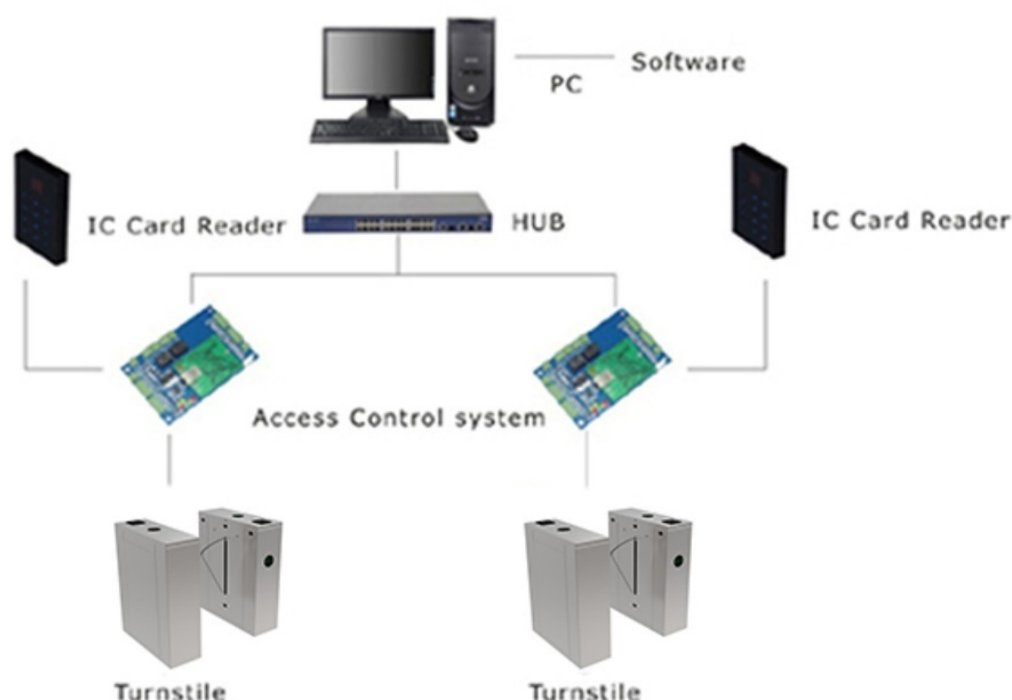 Software
PC
IC Card Reader
HUB
IC Card Reader
Access Control system
Turnstile
Turnstile